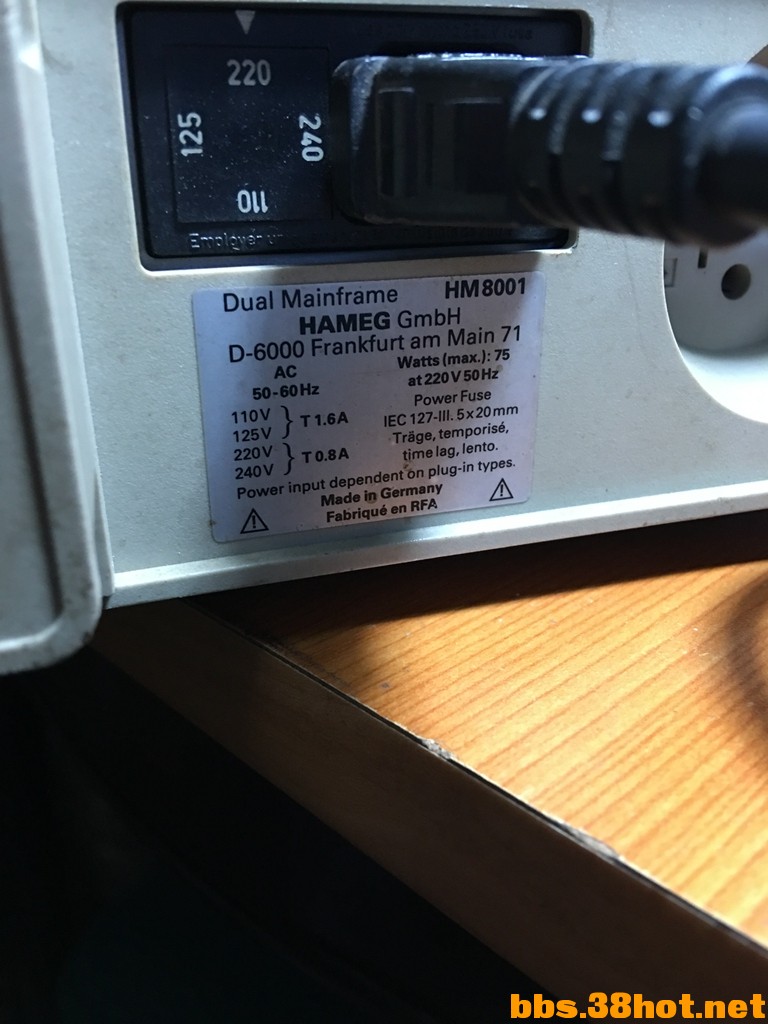 220
125
240
110
Employer un
Dual Mainframe HM8001
HAMEG GmbH
D-6000 Frankfurt am Main 71
AC
50-60Hz
Watts (max.): 75
at 220V 50Hz
110V
125V
T 1.6A
220V
240V
T 0.8A
Power Fuse
IEC 127-III. 5x20mm
Träge, temporisé,
time lag, lento.
Power input dependent on plug-in types.
Made in Germany
Fabriqué en RFA
bbs.38hot.net